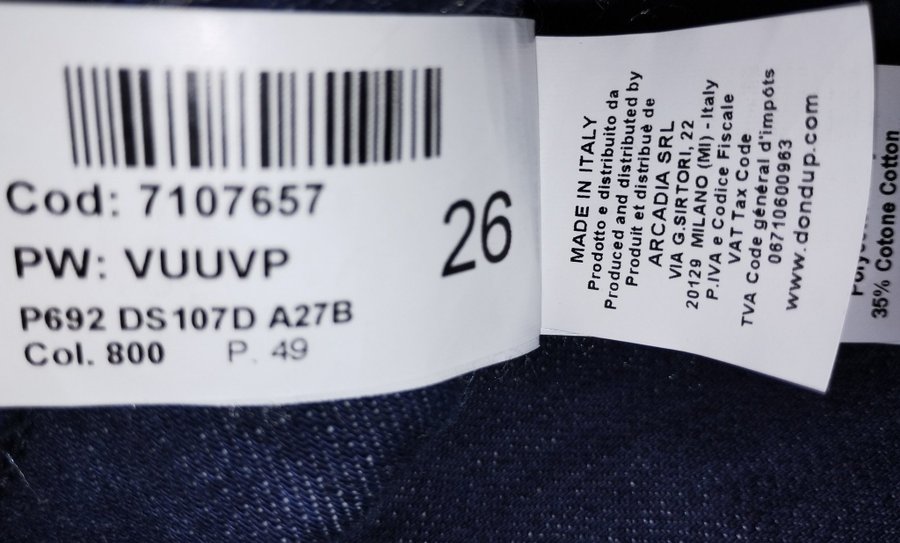 Cod: 7107657
PW: VUUVP
26
P692 DS107D A27B
Col. 800 P. 49
MADE IN ITALY
Prodotto e distribuito da
Produced and distributed by
Produit et distribuè de
ARCADIA SRL
VIA G.SIRTORI, 22
20129 MILANO (MI) - Italy
P.IVA e Codice Fiscale
VAT Tax Code
TVA Code général d'impóts
06710600963
www.dondup.com
35% Cotone Cotton